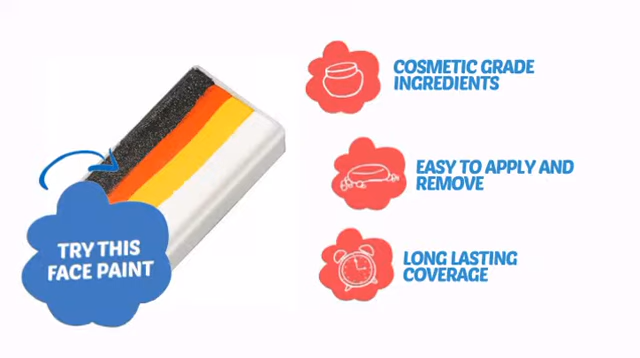 COSMETIC GRADE
INGREDIENTS
EASY TO APPLY AND
REMOVE
TRY THIS
FACE PAINT
LONG LASTING
COVERAGE